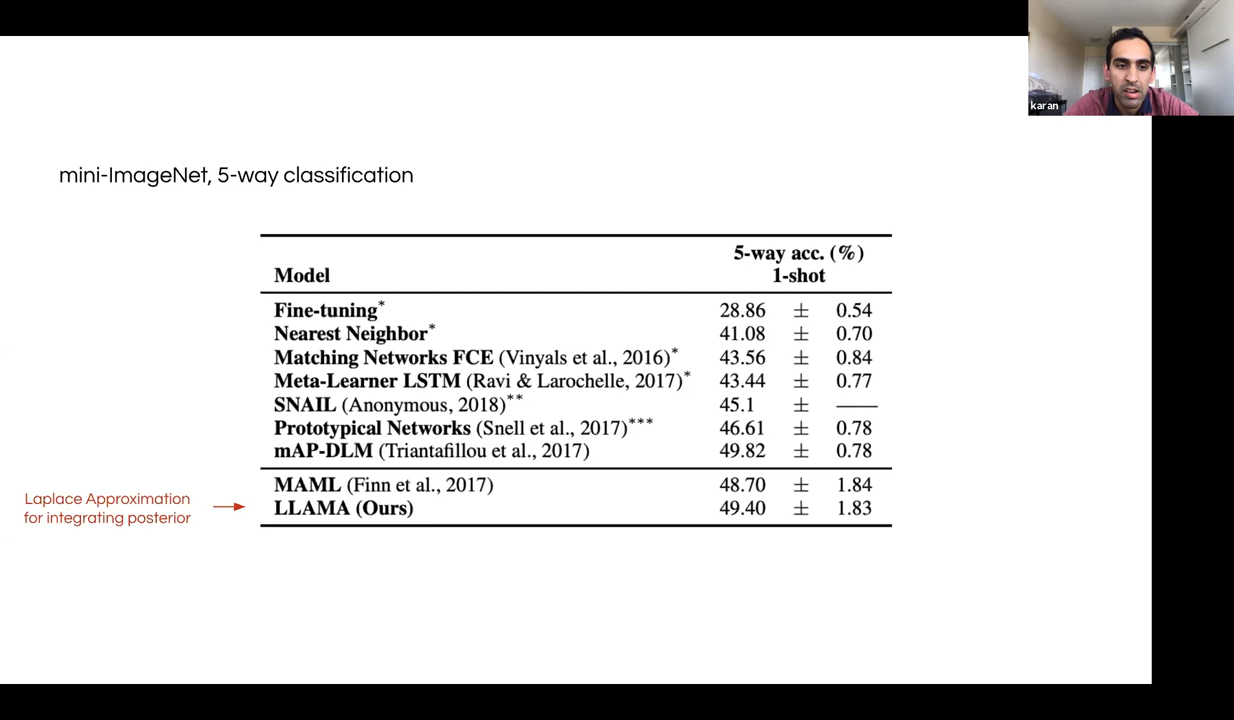 karan
mini-ImageNet, 5-way classification
5-way acc. (%)
Model 1-shot
Fine-tuning* 28.86 ± 0.54
Nearest Neighbor* 41.08 ± 0.70
Matching Networks FCE (Vinyals et al., 2016)* 43.56 ± 0.84
Meta-Learner LSTM (Ravi & Larochelle, 2017)* 43.44 ± 0.77
SNAIL (Anonymous, 2018)** 45.1 ± ——
Prototypical Networks (Snell et al., 2017)*** 46.61 ± 0.78
mAP-DLM (Triantafillou et al., 2017) 49.82 ± 0.78
MAML (Finn et al., 2017) 48.70 ± 1.84
LLAMA (Ours) 49.40 ± 1.83
Laplace Approximation
for integrating posterior